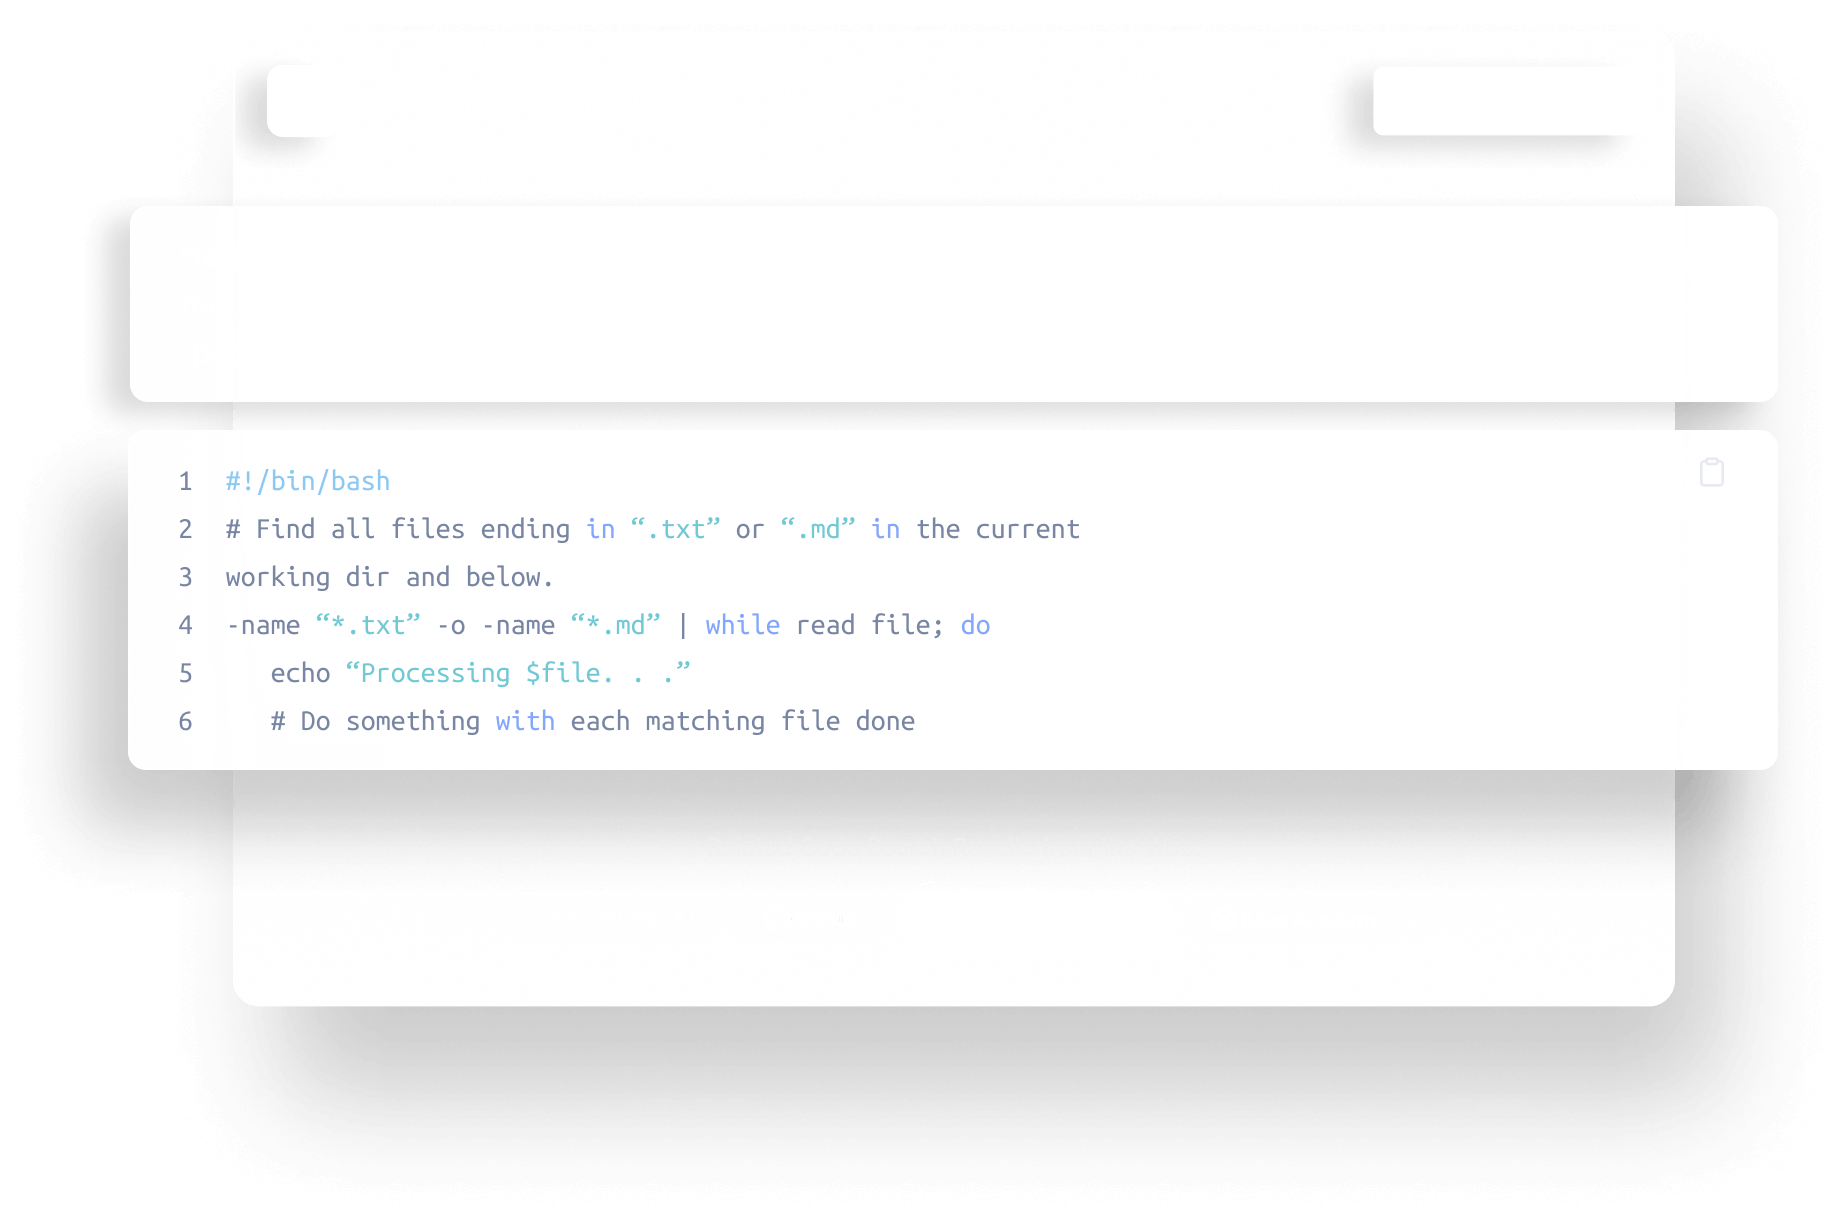 1 #!/bin/bash
2 # Find all files ending in “.txt” or “.md” in the current
3 working dir and below.
4 -name “*.txt” -o -name “*.md” | while read file; do
5 echo “Processing $file. . .”
6 # Do something with each matching file done